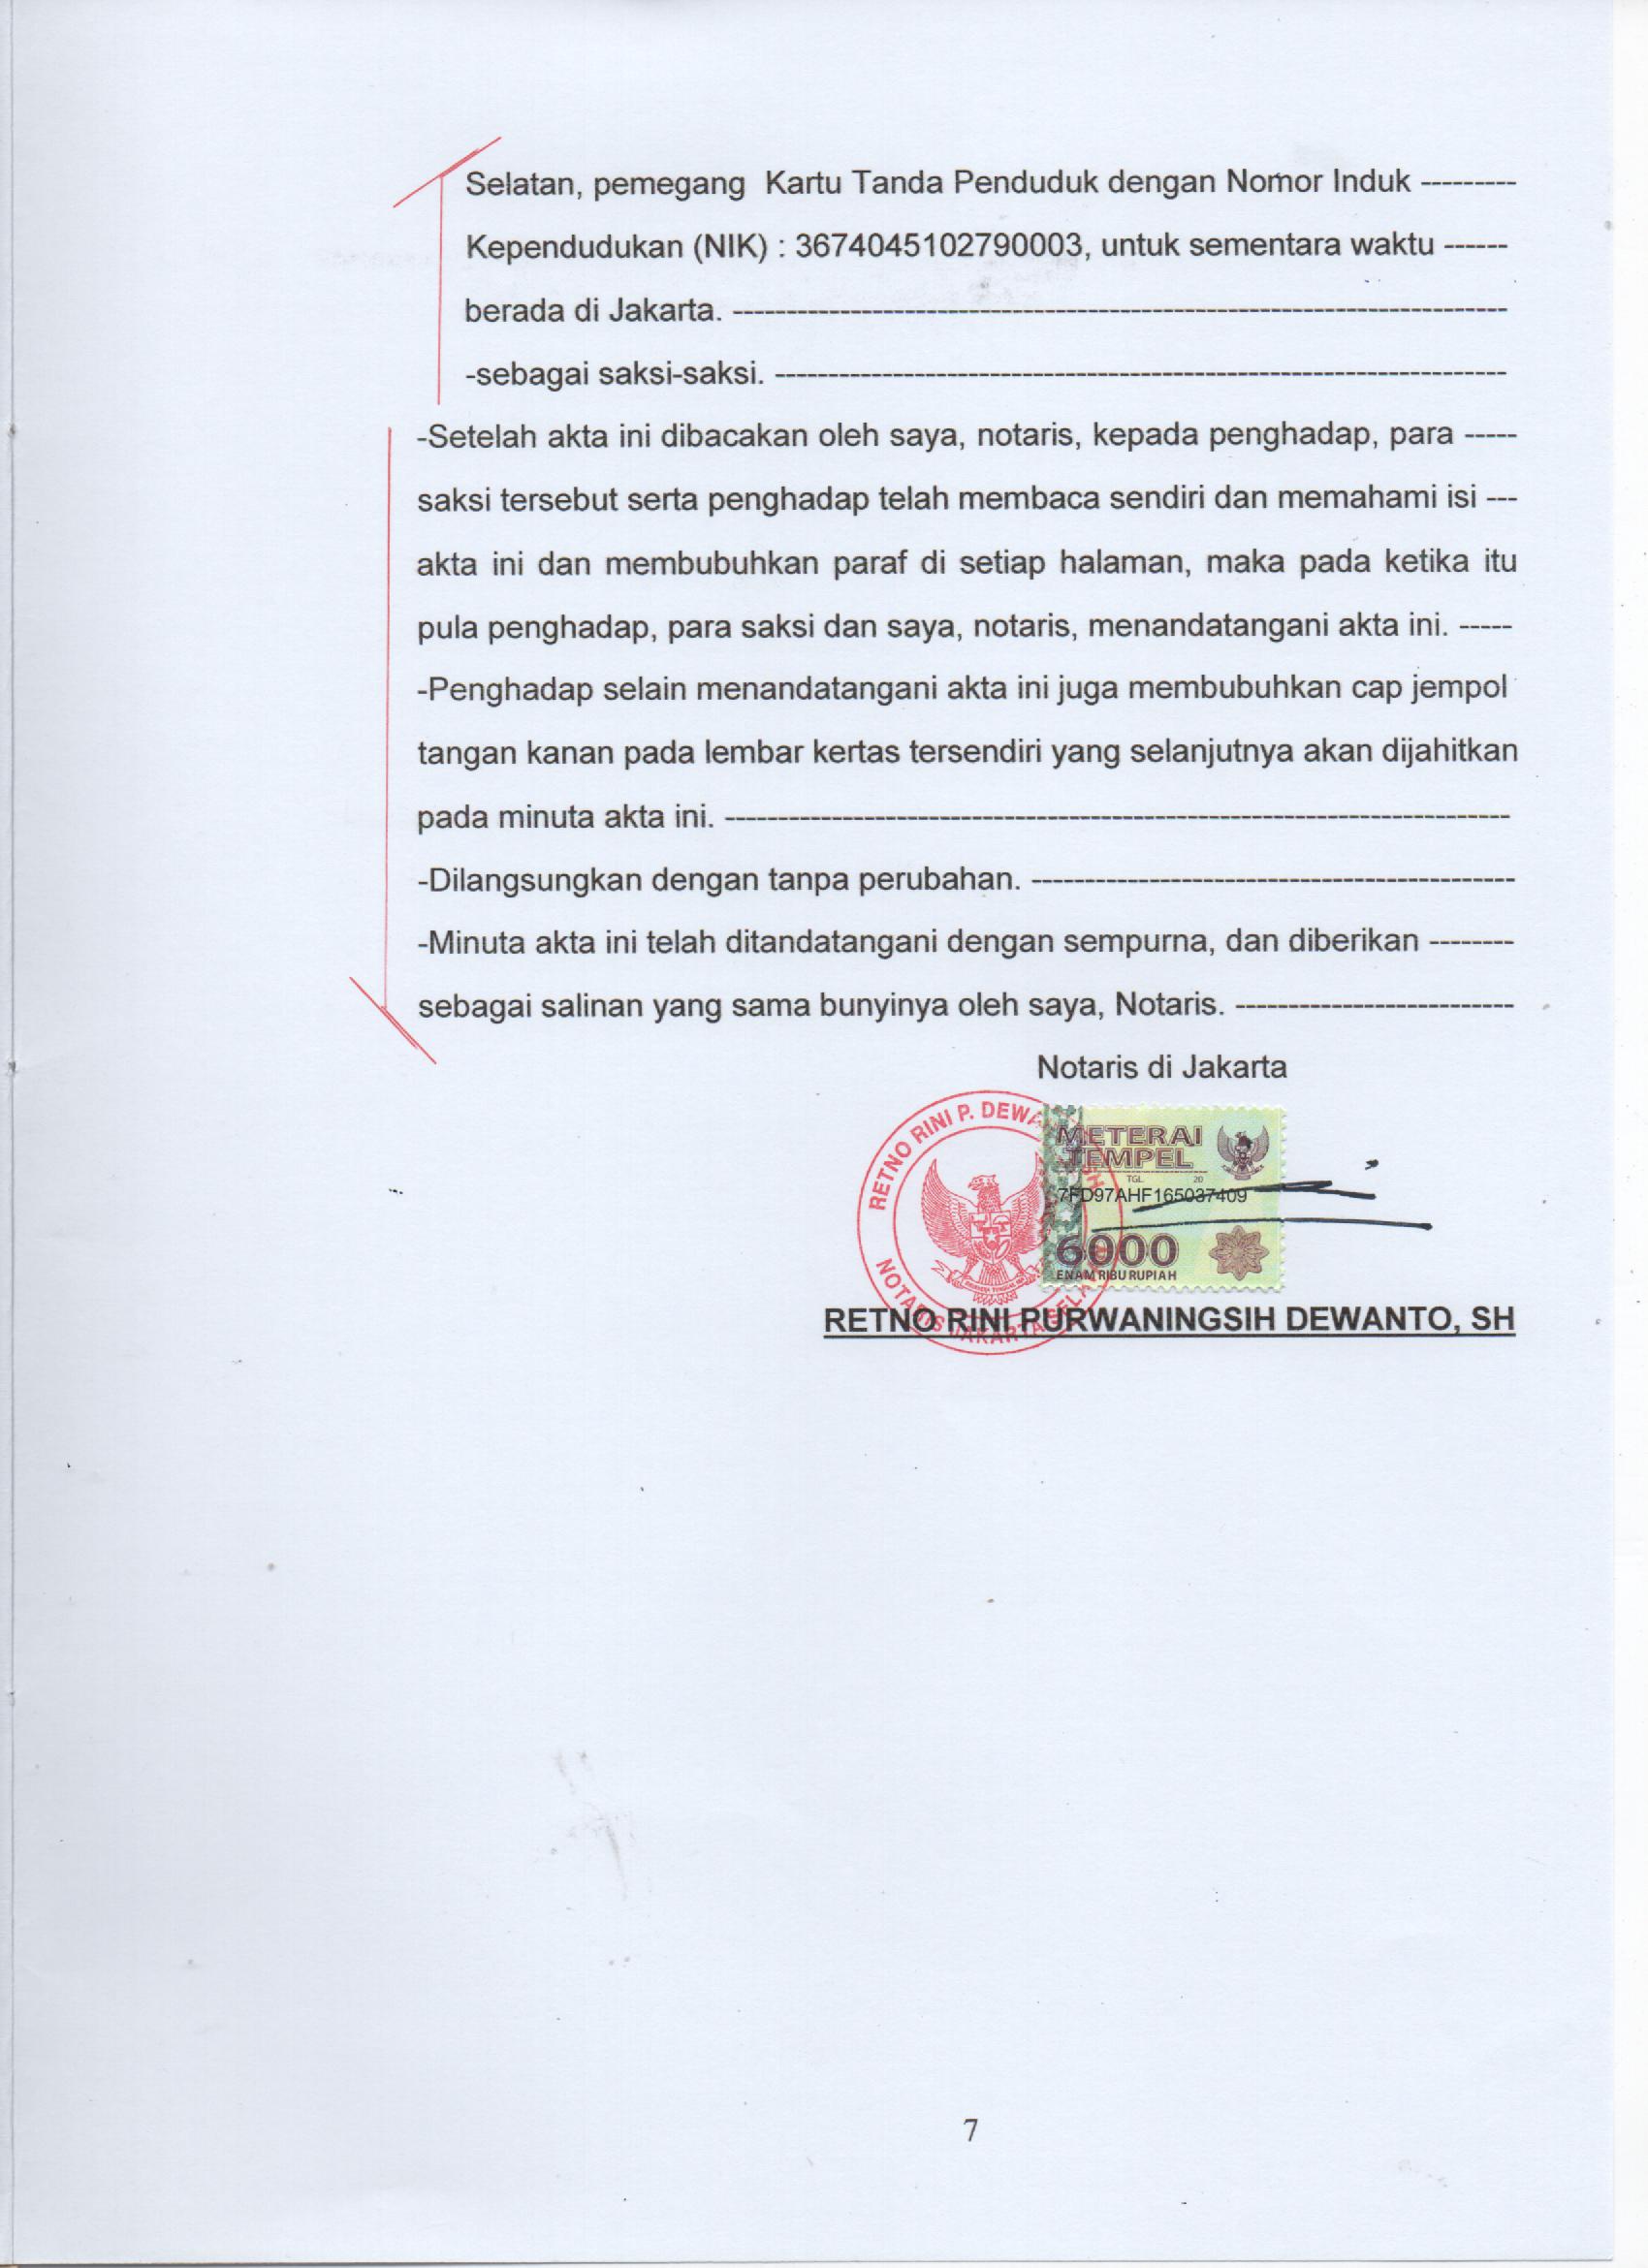 Selatan, pemegang Kartu Tanda Penduduk dengan Nomor Induk ---------
Kependudukan (NIK) : 3674045102790003, untuk sementara waktu ------
berada di Jakarta. ------------------------------------------------------------------------
-sebagai saksi-saksi. --------------------------------------------------------------------
-Setelah akta ini dibacakan oleh saya, notaris, kepada penghadap, para -----
saksi tersebut serta penghadap telah membaca sendiri dan memahami isi ---
akta ini dan membubuhkan paraf di setiap halaman, maka pada ketika itu
pula penghadap, para saksi dan saya, notaris, menandatangani akta ini. -----
-Penghadap selain menandatangani akta ini juga membubuhkan cap jempol
tangan kanan pada lembar kertas tersendiri yang selanjutnya akan dijahitkan
pada minuta akta ini. -------------------------------------------------------------------------
-Dilangsungkan dengan tanpa perubahan. ---------------------------------------------
-Minuta akta ini telah ditandatangani dengan sempurna, dan diberikan --------
sebagai salinan yang sama bunyinya oleh saya, Notaris. --------------------------
Notaris di Jakarta
RETNO RINI P. DEWA
SH
NOTARIS JAKARTA SELA
METERAI
TEMPEL
TGL. 20
7FD97AHF165037409
6000
ENAM RIBU RUPIAH
RETNO RINI PURWANINGSIH DEWANTO, SH
7